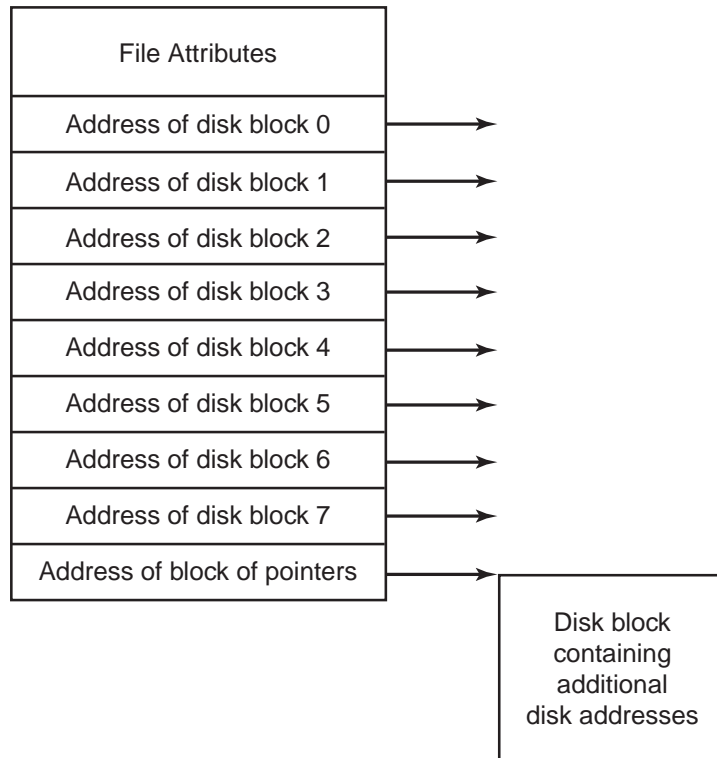 File Attributes
Address of disk block 0
Address of disk block 1
Address of disk block 2
Address of disk block 3
Address of disk block 4
Address of disk block 5
Address of disk block 6
Address of disk block 7
Address of block of pointers
Disk block
containing
additional
disk addresses